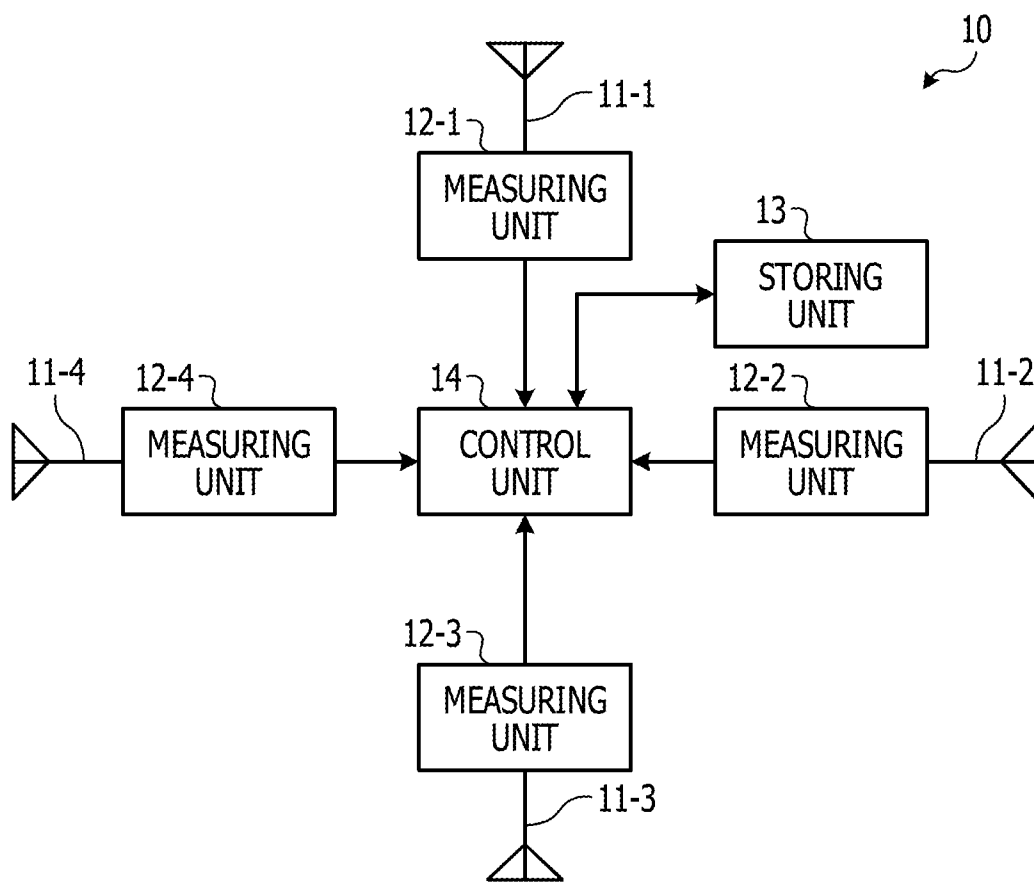 10
11-1
12-1
MEASURING
UNIT
13
STORING
UNIT
11-4
12-4
14
12-2
11-2
MEASURING
UNIT
CONTROL
UNIT
MEASURING
UNIT
12-3
MEASURING
UNIT
11-3